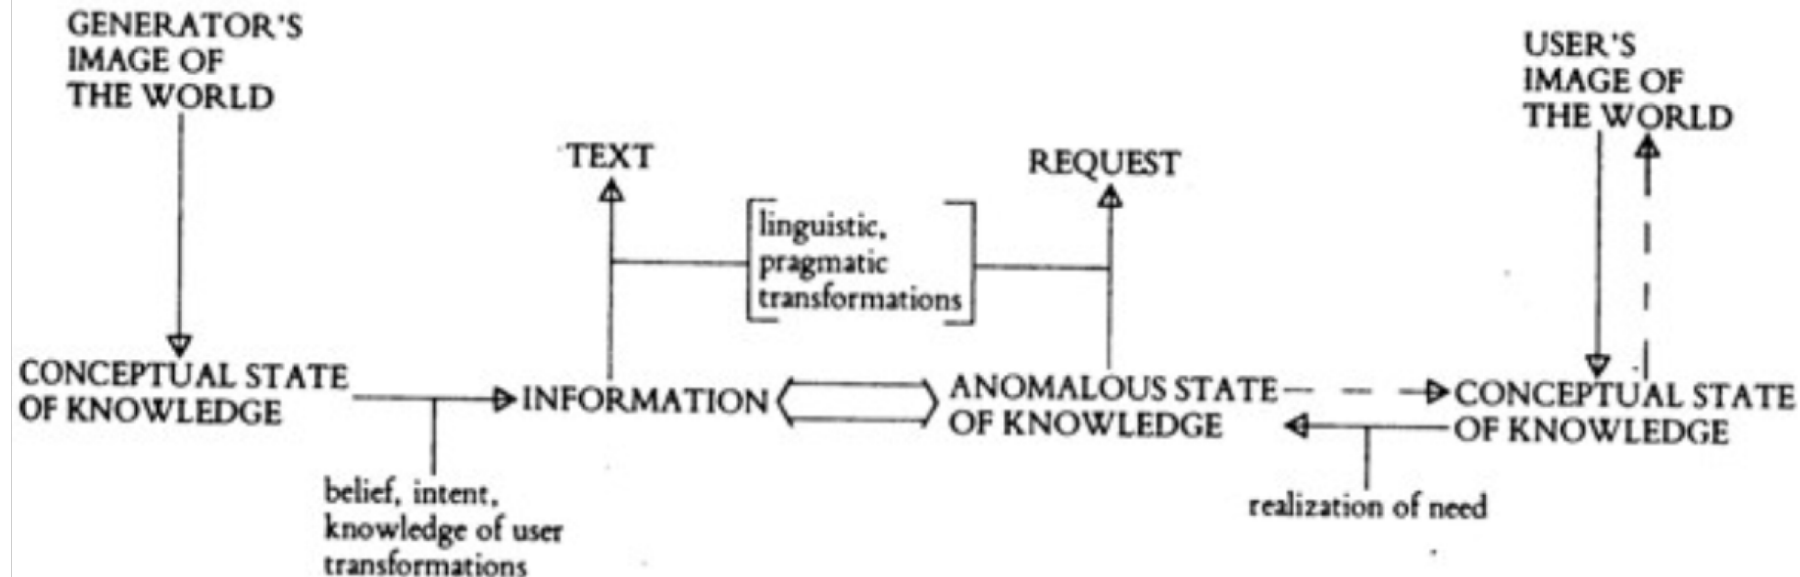 GENERATOR'S
IMAGE OF
THE WORLD
USER'S
IMAGE OF
THE WORLD
TEXT
REQUEST
linguistic,
pragmatic
transformations
CONCEPTUAL STATE
OF KNOWLEDGE
INFORMATION
ANOMALOUS STATE
OF KNOWLEDGE
CONCEPTUAL STATE
OF KNOWLEDGE
belief, intent,
knowledge of user
transformations
realization of need